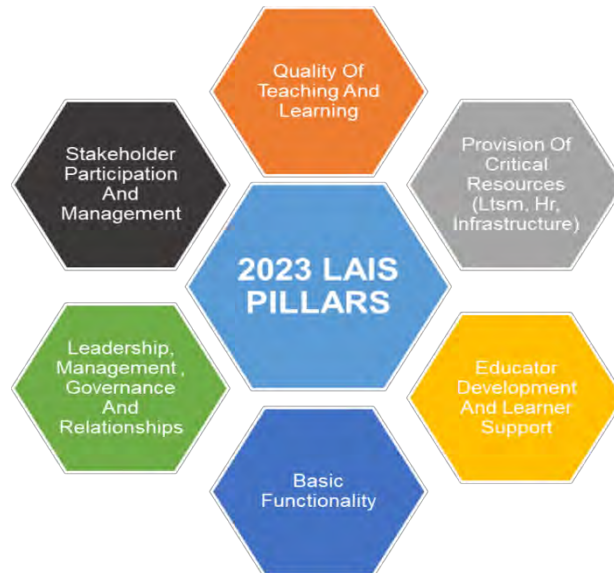 Quality Of
Teaching And
Learning
Provision Of
Critical
Resources
(Ltsm, Hr,
Infrastructure)
Educator
Development
And Learner
Support
Basic
Functionality
Leadership,
Management ,
Governance
And
Relationships
Stakeholder
Participation
And
Management
2023 LAIS
PILLARS